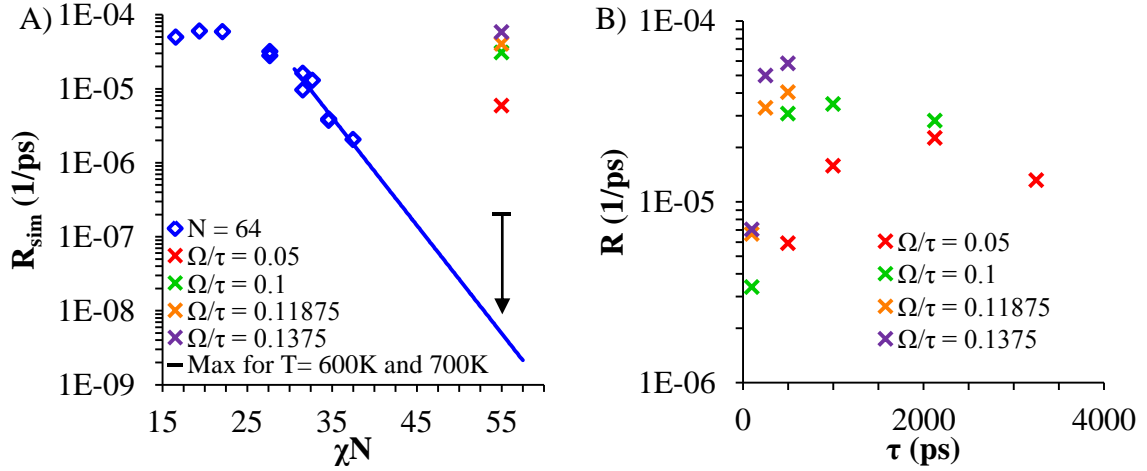 A)
1E-04
1E-05
1E-06
1E-07
1E-08
1E-09
R_sim (1/ps)
N = 64
Ω/τ = 0.05
Ω/τ = 0.1
Ω/τ = 0.11875
Ω/τ = 0.1375
Max for T= 600K and 700K
15 25 35 45 55
χN
B)
1E-04
1E-05
1E-06
R (1/ps)
Ω/τ = 0.05
Ω/τ = 0.1
Ω/τ = 0.11875
Ω/τ = 0.1375
0 2000 4000
τ (ps)